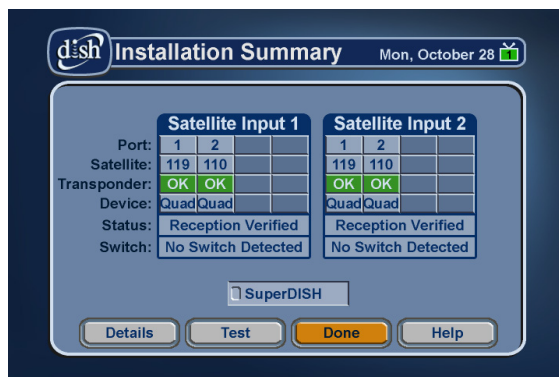 dish Installation Summary Mon, October 28 1
Satellite Input 1 Satellite Input 2
Port: 1 2 1 2
Satellite: 119 110 119 110
Transponder: OK OK OK OK
Device: Quad Quad Quad Quad
Status: Reception Verified Reception Verified
Switch: No Switch Detected No Switch Detected
SuperDISH
Details Test Done Help